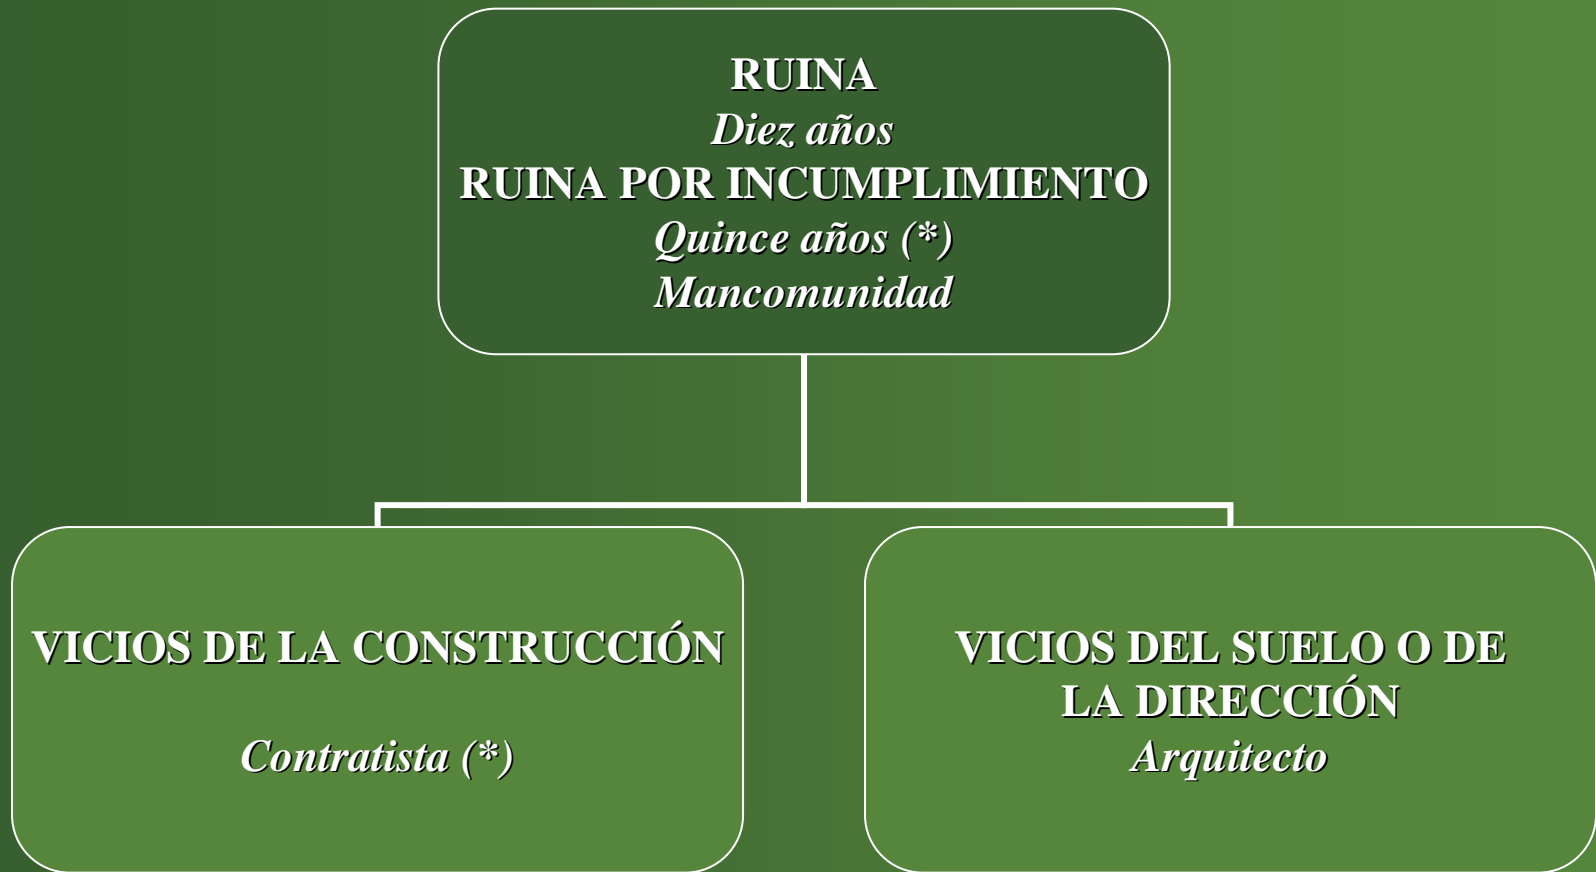 RUINA
Diez años
RUINA POR INCUMPLIMIENTO
Quince años (*)
Mancomunidad
VICIOS DE LA CONSTRUCCIÓN
Contratista (*)
VICIOS DEL SUELO O DE
LA DIRECCIÓN
Arquitecto